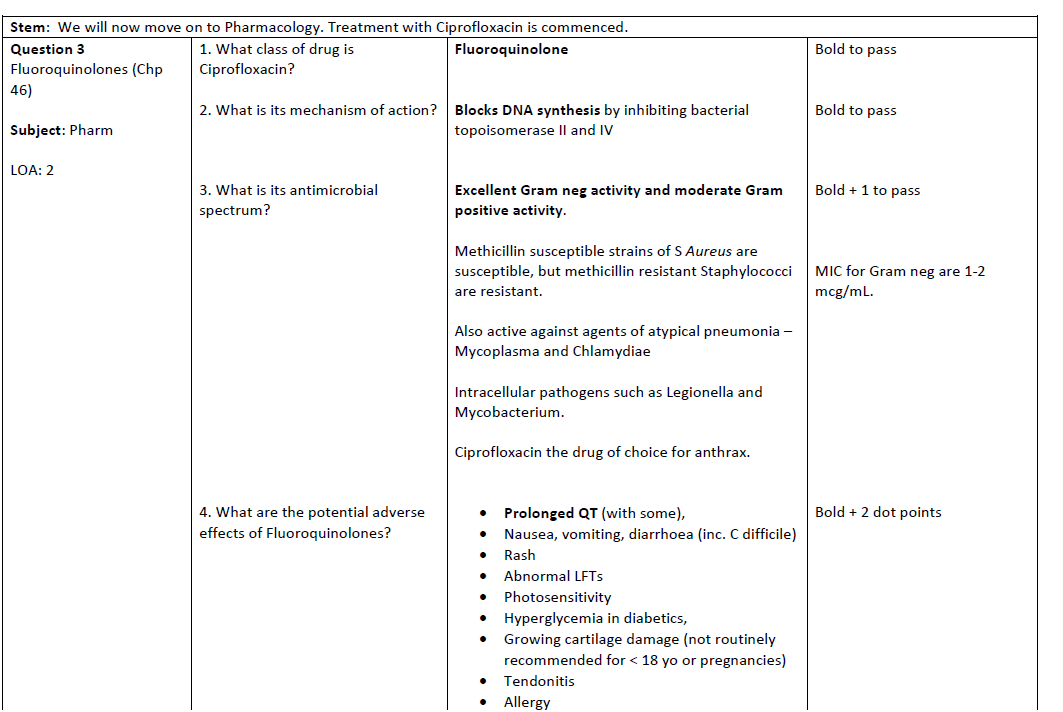 Stem: We will now move on to Pharmacology. Treatment with Ciprofloxacin is commenced.
Question 3
Fluoroquinolones (Chp
46)
Subject: Pharm
LOA: 2
1. What class of drug is
Ciprofloxacin?
Fluoroquinolone
Bold to pass
2. What is its mechanism of action?
Blocks DNA synthesis by inhibiting bacterial
topoisomerase II and IV
Bold to pass
3. What is its antimicrobial
spectrum?
Excellent Gram neg activity and moderate Gram
positive activity.
Bold + 1 to pass
Methicillin susceptible strains of S Aureus are
susceptible, but methicillin resistant Staphylococci
are resistant.
MIC for Gram neg are 1-2
mcg/mL.
Also active against agents of atypical pneumonia –
Mycoplasma and Chlamydiae
Intracellular pathogens such as Legionella and
Mycobacterium.
Ciprofloxacin the drug of choice for anthrax.
4. What are the potential adverse
effects of Fluoroquinolones?
• Prolonged QT (with some),
• Nausea, vomiting, diarrhoea (inc. C difficile)
• Rash
• Abnormal LFTs
• Photosensitivity
• Hyperglycemia in diabetics,
• Growing cartilage damage (not routinely
recommended for < 18 yo or pregnancies)
• Tendonitis
• Allergy
Bold + 2 dot points